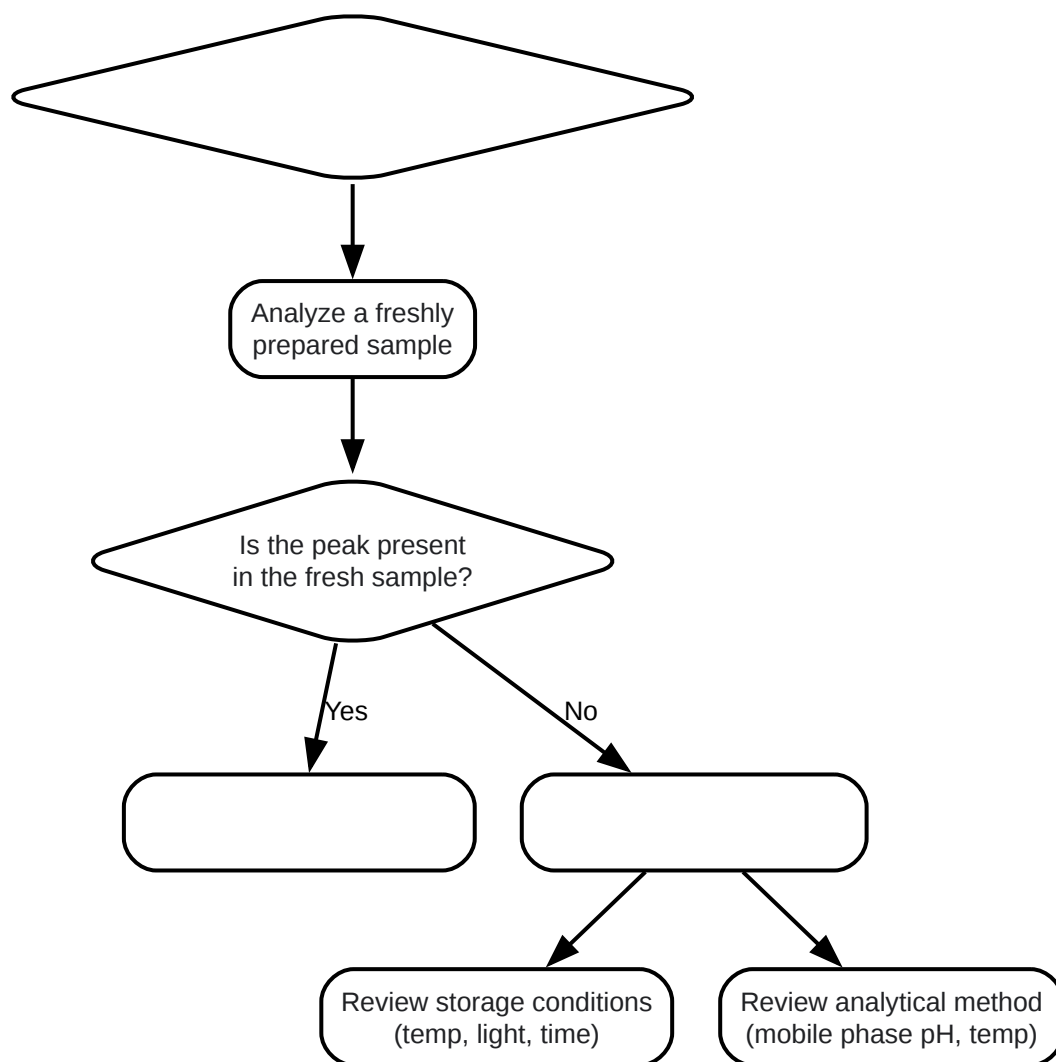 Analyze a freshly
prepared sample
Is the peak present
in the fresh sample?
Yes
No
Review storage conditions
(temp, light, time)
Review analytical method
(mobile phase pH, temp)